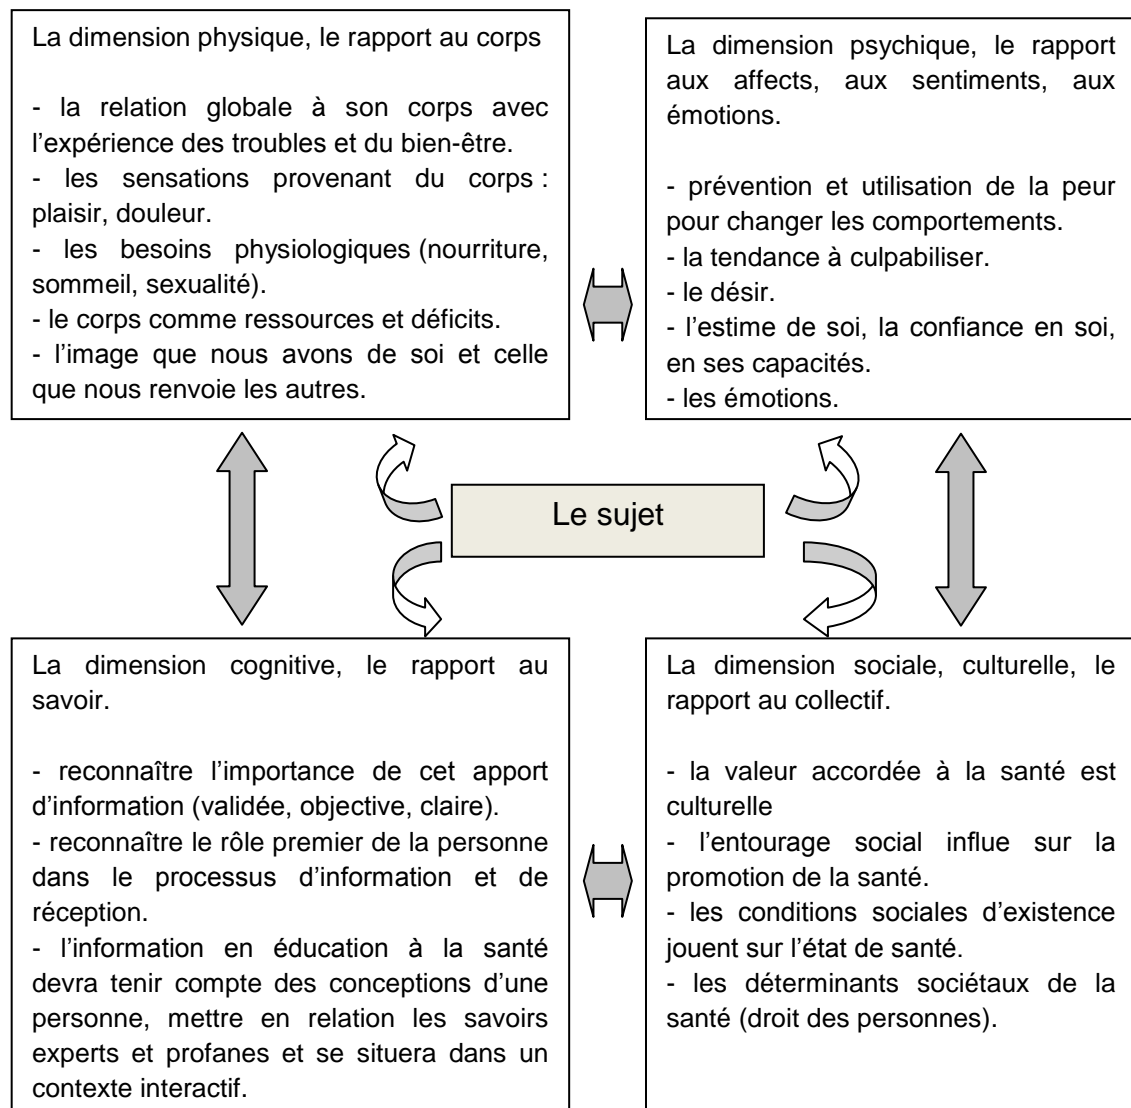 La dimension physique, le rapport au corps
- la relation globale à son corps avec
l’expérience des troubles et du bien-être.
- les sensations provenant du corps :
plaisir, douleur.
- les besoins physiologiques (nourriture,
sommeil, sexualité).
- le corps comme ressources et déficits.
- l’image que nous avons de soi et celle
que nous renvoie les autres.
La dimension psychique, le rapport
aux affects, aux sentiments, aux
émotions.
- prévention et utilisation de la peur
pour changer les comportements.
- la tendance à culpabiliser.
- le désir.
- l’estime de soi, la confiance en soi,
en ses capacités.
- les émotions.
Le sujet
La dimension cognitive, le rapport au
savoir.
- reconnaître l’importance de cet apport
d’information (validée, objective, claire).
- reconnaître le rôle premier de la personne
dans le processus d’information et de
réception.
- l’information en éducation à la santé
devra tenir compte des conceptions d’une
personne, mettre en relation les savoirs
experts et profanes et se situera dans un
contexte interactif.
La dimension sociale, culturelle, le
rapport au collectif.
- la valeur accordée à la santé est
culturelle
- l’entourage social influe sur la
promotion de la santé.
- les conditions sociales d’existence
jouent sur l’état de santé.
- les déterminants sociétaux de la
santé (droit des personnes).